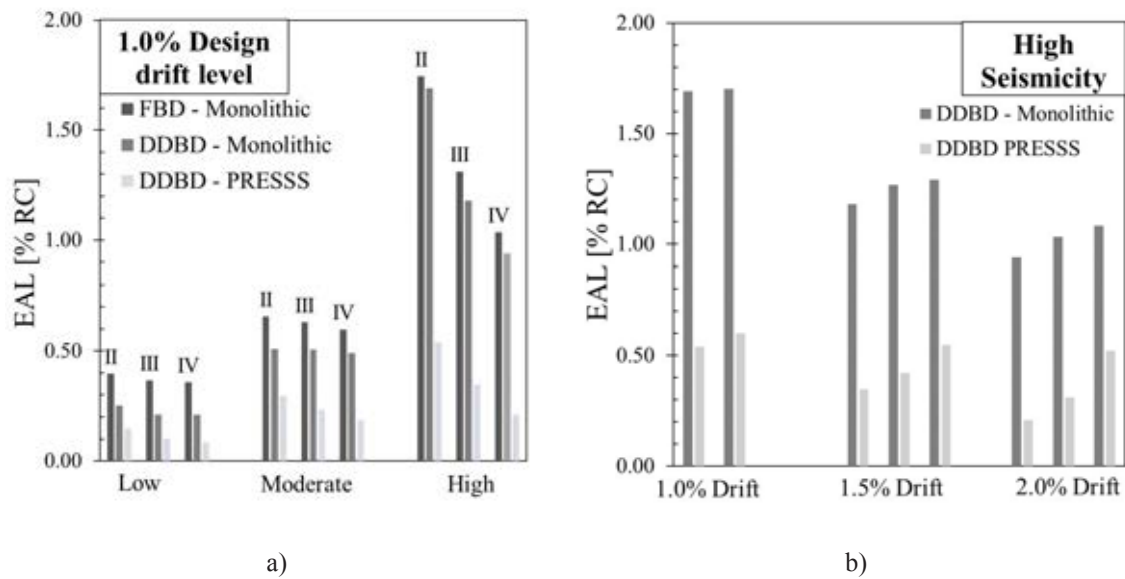 2.00
1.50
1.00
0.50
0.00
EAL [% RC]
1.0% Design
drift level
FBD - Monolithic
DDBD - Monolithic
DDBD - PRESSS
II
III
IV
II
III
IV
II
III
IV
Low
Moderate
High
a)
2.00
1.50
1.00
0.50
0.00
EAL [% RC]
High
Seismicity
DDBD - Monolithic
DDBD PRESSS
1.0% Drift
1.5% Drift
2.0% Drift
b)